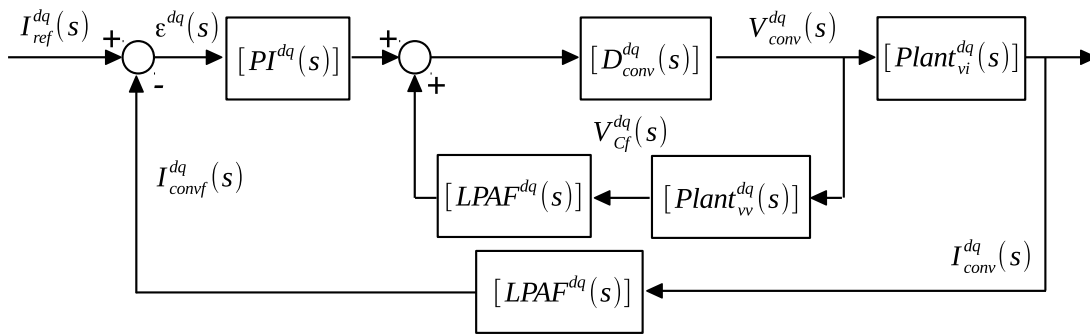 I_{ref}^{dq}(s)
+
ε^{dq}(s)
[PI^{dq}(s)]
+
[D_{conv}^{dq}(s)]
V_{conv}^{dq}(s)
[Plant_{vi}^{dq}(s)]
-
+
V_{Cf}^{dq}(s)
I_{convf}^{dq}(s)
[LPAF^{dq}(s)]
[Plant_{vv}^{dq}(s)]
I_{conv}^{dq}(s)
[LPAF^{dq}(s)]